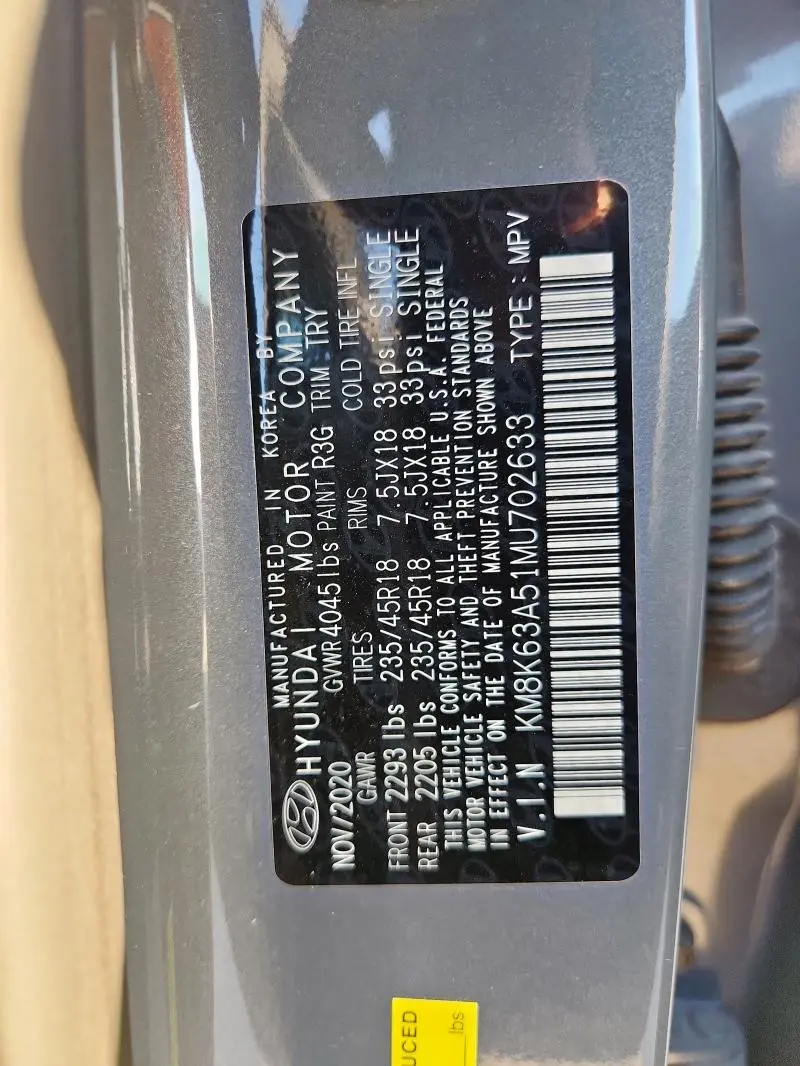 MANUFACTURED IN KOREA BY
HYUNDAI MOTOR COMPANY
NOV/2020 GVWR4045lbs PAINT R3G TRIM TRY
GAWR TIRES RIMS COLD TIRE INFL
FRONT 2293 lbs 235/45R18 7.5JX18 33psi SINGLE
REAR 2205 lbs 235/45R18 7.5JX18 33psi SINGLE
THIS VEHICLE CONFORMS TO ALL APPLICABLE U.S.A. FEDERAL
MOTOR VEHICLE SAFETY AND THEFT PREVENTION STANDARDS
IN EFFECT ON THE DATE OF MANUFACTURE SHOWN ABOVE
V.I.N KM8K63A51MU702633 TYPE : MPV
UCED
lbs